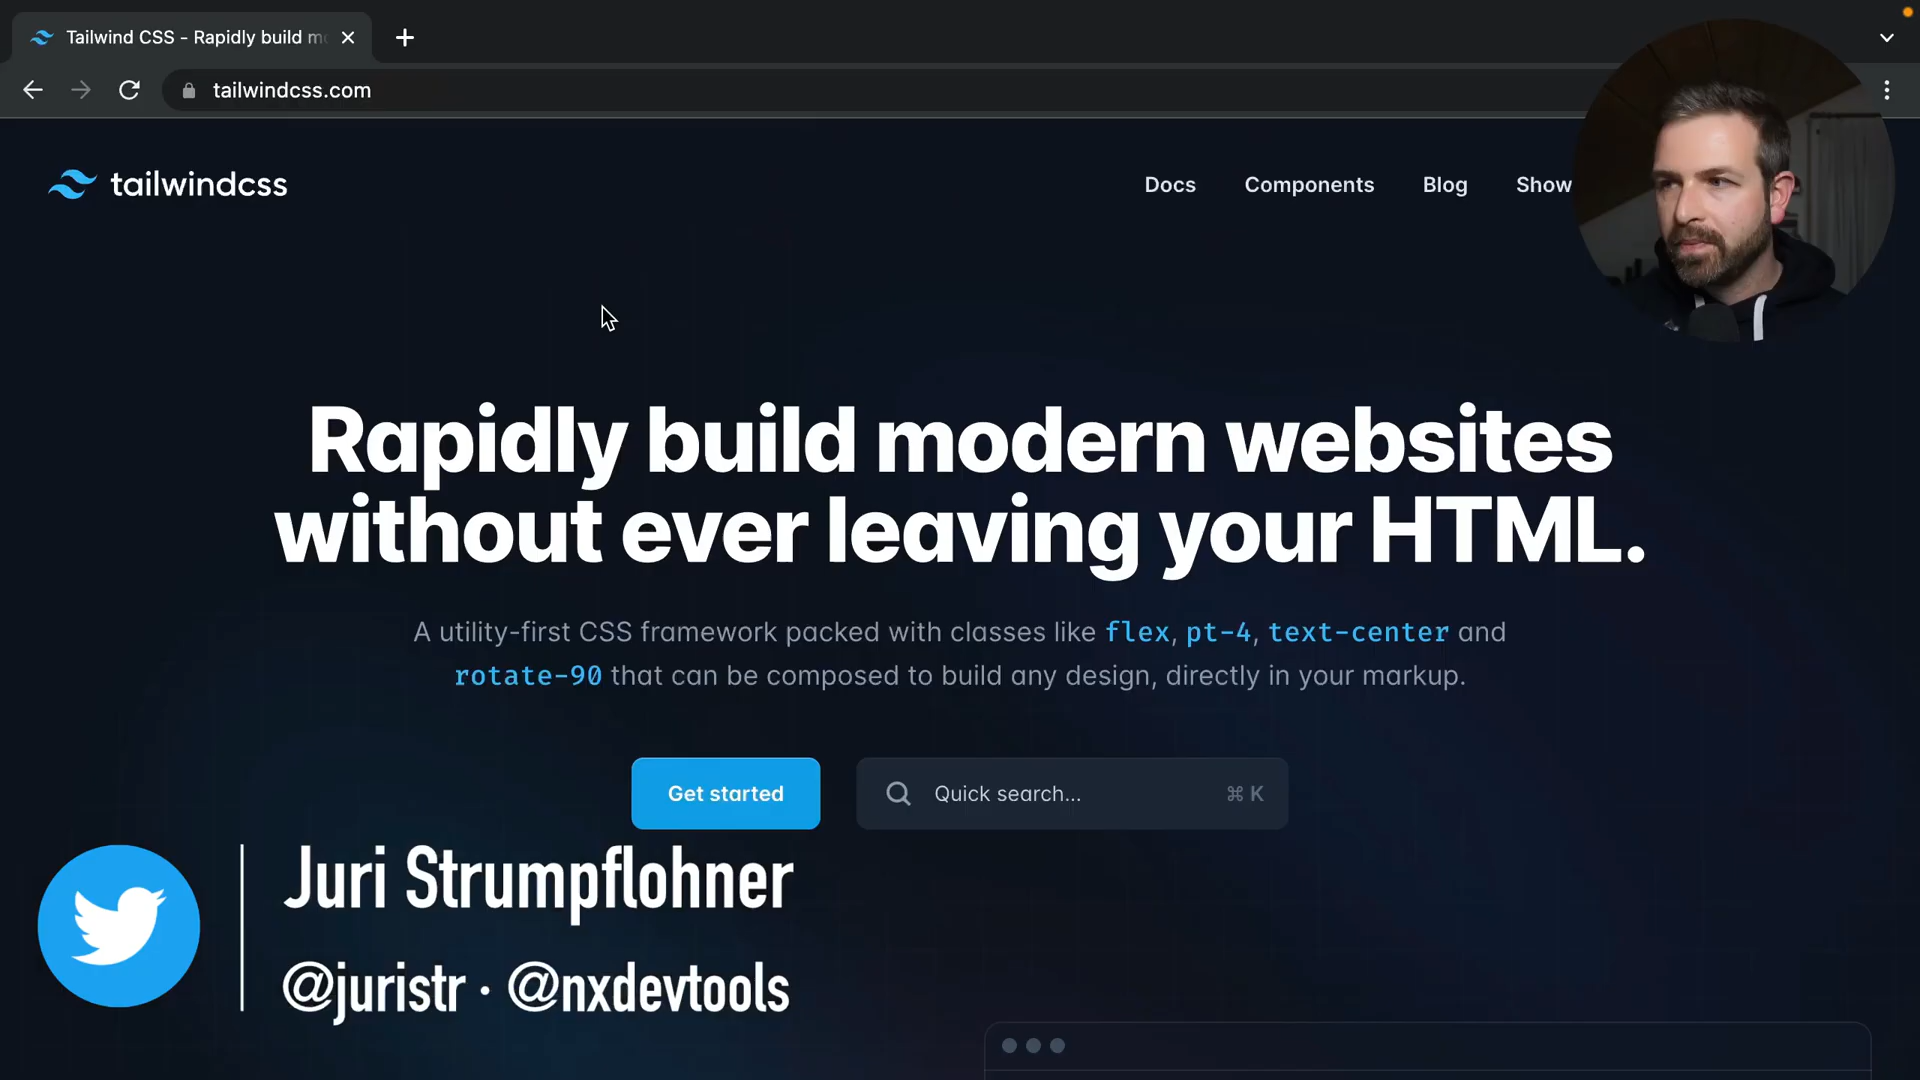 Tailwind CSS - Rapidly build mo
tailwindcss.com
tailwindcss
Docs
Components
Blog
Show
Rapidly build modern websites
without ever leaving your HTML.
A utility-first CSS framework packed with classes like flex, pt-4, text-center and
rotate-90 that can be composed to build any design, directly in your markup.
Get started
Quick search...
⌘ K
Juri Strumpflohner
@juristr · @nxdevtools